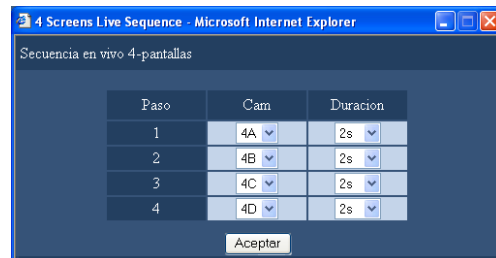 4 Screens Live Sequence - Microsoft Internet Explorer
Secuencia en vivo 4-pantallas
Paso Cam Duracion
1 4A 2s
2 4B 2s
3 4C 2s
4 4D 2s
Aceptar